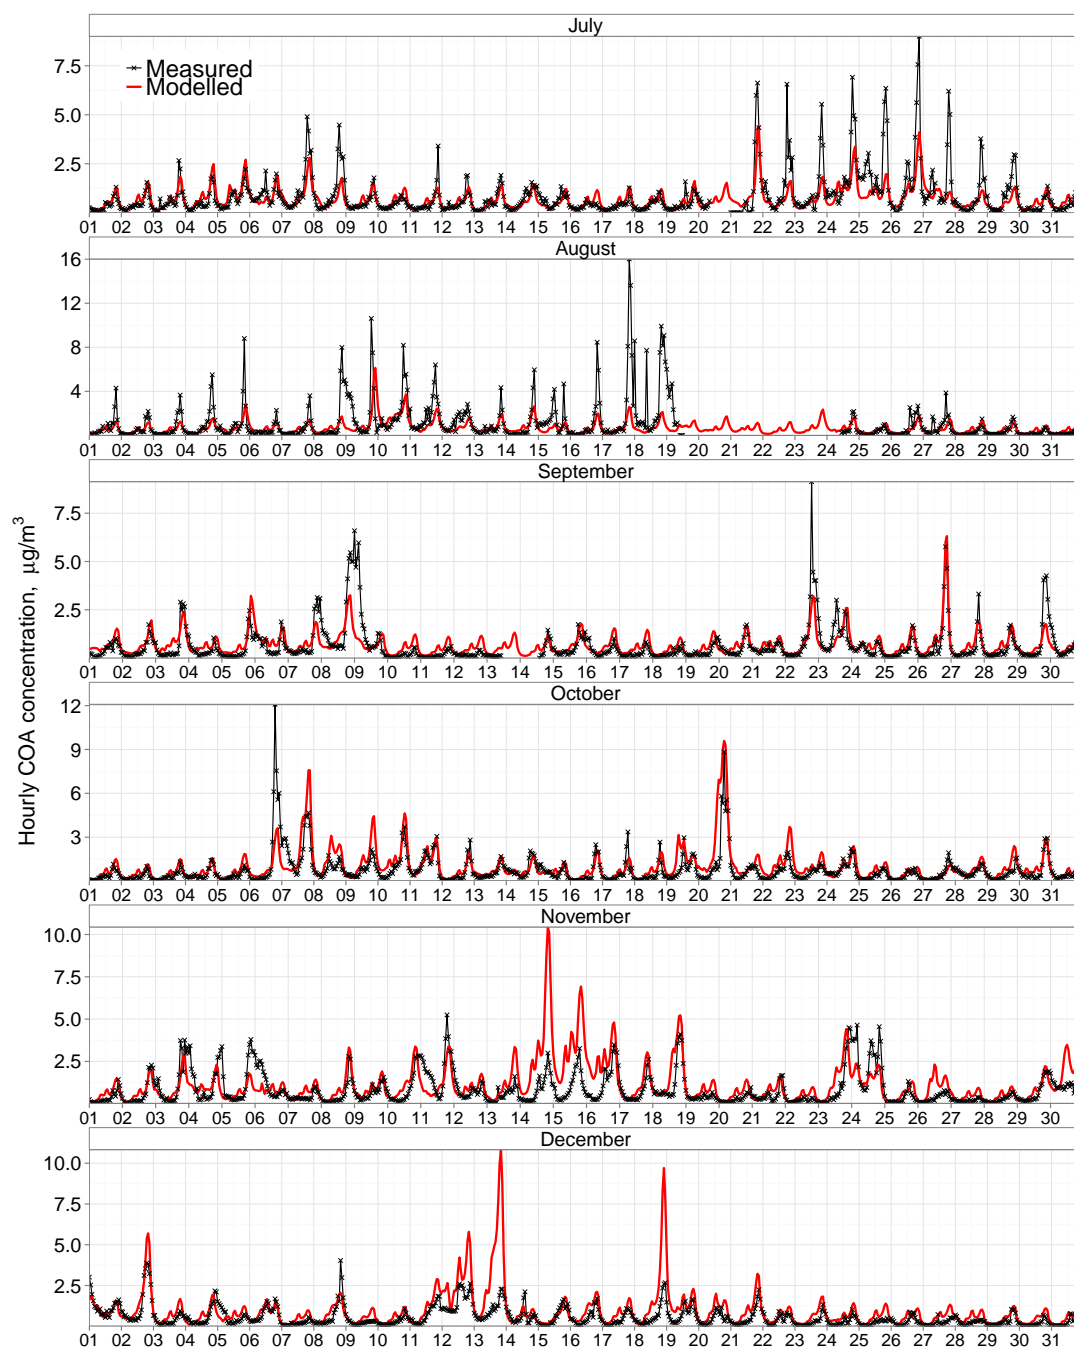 July
Measured
Modelled
7.5
5.0
2.5
01 02 03 04 05 06 07 08 09 10 11 12 13 14 15 16 17 18 19 20 21 22 23 24 25 26 27 28 29 30 31
August
16
12
8
4
01 02 03 04 05 06 07 08 09 10 11 12 13 14 15 16 17 18 19 20 21 22 23 24 25 26 27 28 29 30 31
September
7.5
5.0
2.5
01 02 03 04 05 06 07 08 09 10 11 12 13 14 15 16 17 18 19 20 21 22 23 24 25 26 27 28 29 30
Hourly COA concentration, μg/m³
October
12
9
6
3
01 02 03 04 05 06 07 08 09 10 11 12 13 14 15 16 17 18 19 20 21 22 23 24 25 26 27 28 29 30 31
November
10.0
7.5
5.0
2.5
01 02 03 04 05 06 07 08 09 10 11 12 13 14 15 16 17 18 19 20 21 22 23 24 25 26 27 28 29 30
December
10.0
7.5
5.0
2.5
01 02 03 04 05 06 07 08 09 10 11 12 13 14 15 16 17 18 19 20 21 22 23 24 25 26 27 28 29 30 31